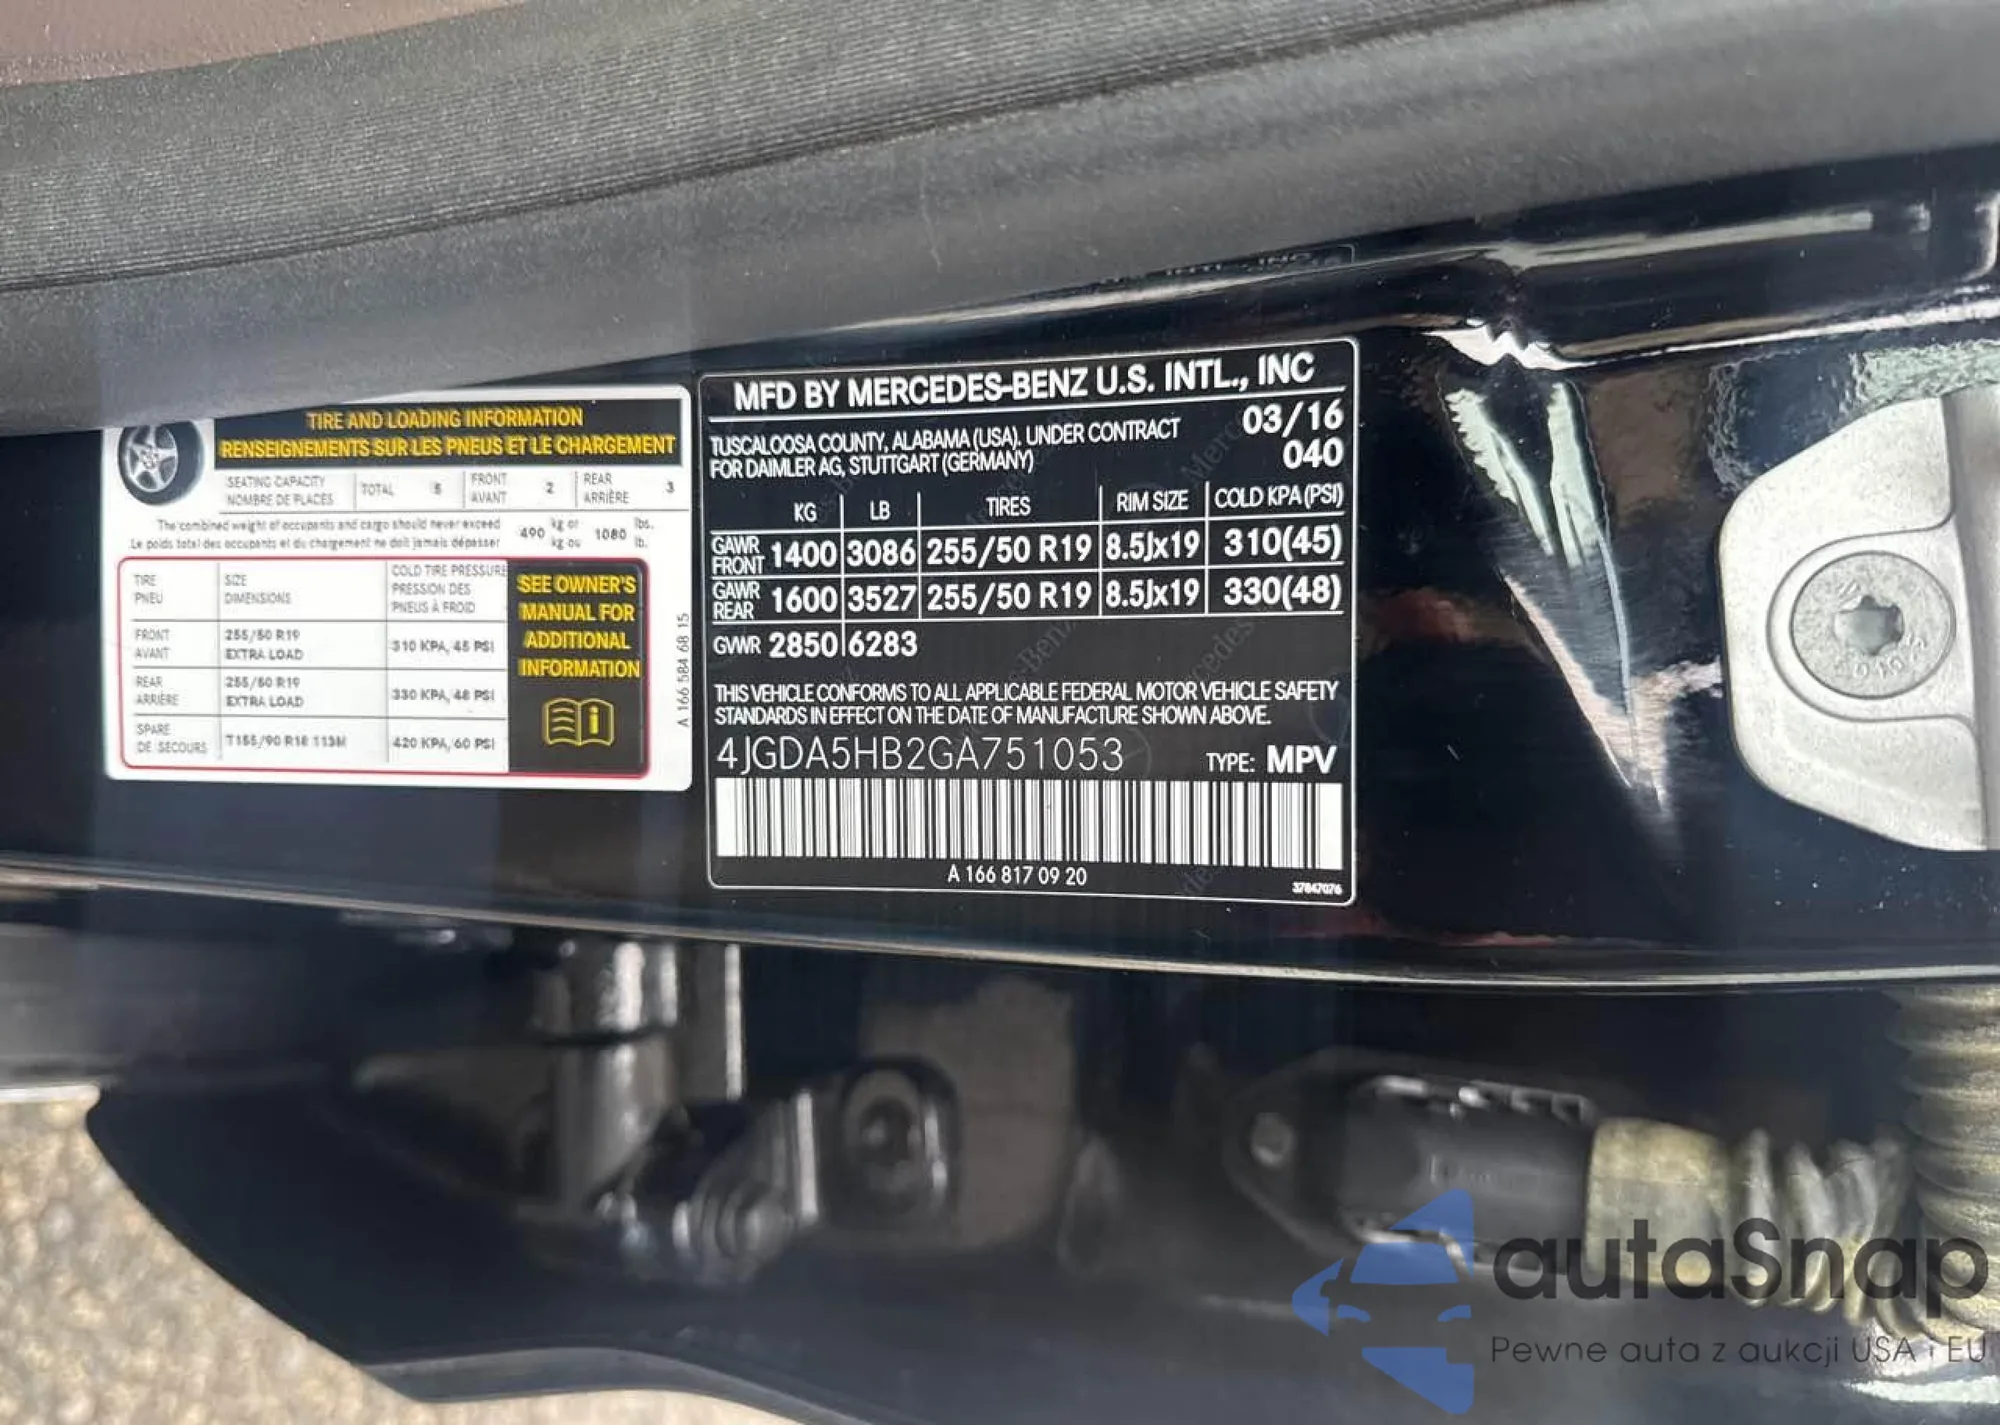 TIRE AND LOADING INFORMATION
RENSEIGNEMENTS SUR LES PNEUS ET LE CHARGEMENT
SEATING CAPACITY
NOMBRE DE PLACES
TOTAL 5
FRONT
AVANT
2
REAR
ARRIÈRE
3
The combined weight of occupants and cargo should never exceed
Le poids total des occupants et du chargement ne doit jamais dépasser
490 kg or
kg ou
1080 lbs.
lb.
TIRE
PNEU
SIZE
DIMENSIONS
COLD TIRE PRESSURE
PRESSION DES
PNEUS À FROID
FRONT
AVANT
255/50 R19
EXTRA LOAD
310 KPA, 45 PSI
REAR
ARRIÈRE
255/50 R19
EXTRA LOAD
330 KPA, 48 PSI
SPARE
DE SECOURS
T155/90 R18 113M
420 KPA, 60 PSI
SEE OWNER'S
MANUAL FOR
ADDITIONAL
INFORMATION
A 166 584 68 15
MFD BY MERCEDES-BENZ U.S. INTL., INC
TUSCALOOSA COUNTY, ALABAMA (USA). UNDER CONTRACT
FOR DAIMLER AG, STUTTGART (GERMANY)
03/16
040
KG LB TIRES RIM SIZE COLD KPA (PSI)
GAWR
FRONT
1400 3086 255/50 R19 8.5Jx19 310(45)
GAWR
REAR
1600 3527 255/50 R19 8.5Jx19 330(48)
GVWR 2850 6283
THIS VEHICLE CONFORMS TO ALL APPLICABLE FEDERAL MOTOR VEHICLE SAFETY
STANDARDS IN EFFECT ON THE DATE OF MANUFACTURE SHOWN ABOVE.
4JGDA5HB2GA751053 TYPE: MPV
A 166 817 09 20
37847076
autaSnap
Pewne auta z aukcji USA i EU